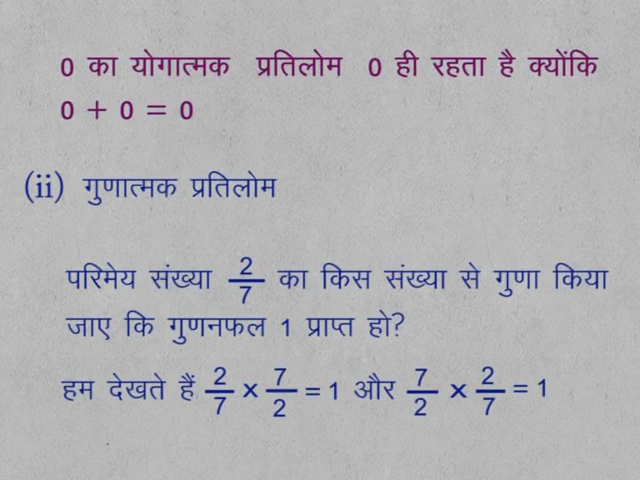 0 का योगात्मक प्रतिलोम 0 ही रहता है क्योंकि
0 + 0 = 0
(ii) गुणात्मक प्रतिलोम
परिमेय संख्या 2/7 का किस संख्या से गुणा किया
जाए कि गुणनफल 1 प्राप्त हो?
हम देखते हैं 2/7 x 7/2 = 1 और 7/2 x 2/7 = 1